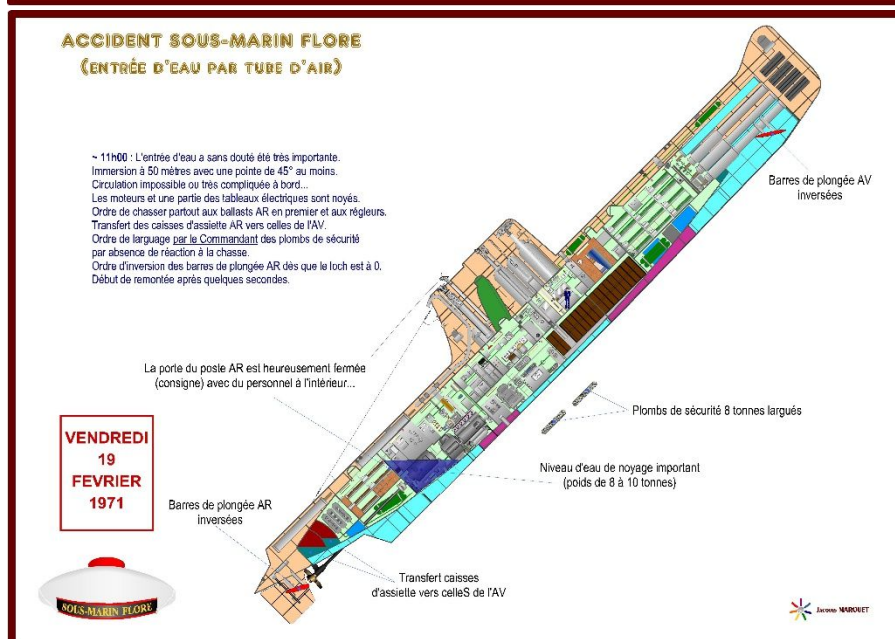 ACCIDENT SOUS-MARIN FLORE
(ENTRÉE D'EAU PAR TUBE D'AIR)
~ 11h00 : L'entrée d'eau a sans douté été très importante.
Immersion à 50 mètres avec une pointe de 45° au moins.
Circulation impossible ou très compliquée à bord...
Les moteurs et une partie des tableaux électriques sont noyés.
Ordre de chasser partout aux ballasts AR en premier et aux régleurs.
Transfert des caisses d'assiette AR vers celles de l'AV.
Ordre de larguage par le Commandant des plombs de sécurité
par absence de réaction à la chasse.
Ordre d'inversion des barres de plongée AR dès que le loch est à 0.
Début de remontée après quelques secondes.
Barres de plongée AV
inversées
La porte du poste AR est heureusement fermée
(consigne) avec du personnel à l'intérieur...
Plombs de sécurité 8 tonnes largués
Niveau d'eau de noyage important
(poids de 8 à 10 tonnes)
VENDREDI
19
FEVRIER
1971
Barres de plongée AR
inversées
Transfert caisses
d'assiette vers celleS de l'AV
SOUS-MARIN FLORE
Jacques MARQUET